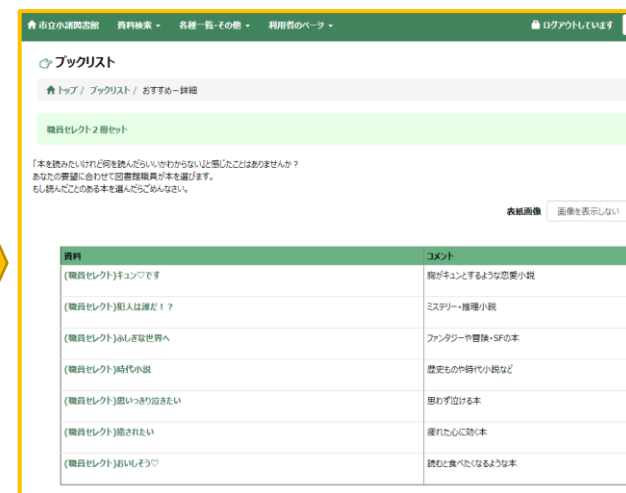 市立小諸図書館 資料検索 各種一覧・その他 利用者のページ ログアウトしています
ブックリスト
トップ / ブックリスト / おすすめ－詳細
職員セレクト2冊セット
「本を読みたいけれど何を読んだらいいかわからない」と感じたことはありませんか？
あなたの要望に合わせて図書館職員が本を選びます。
もし読んだことのある本を選んだらごめんなさい。
表紙画像 画像を表示しない
資料 コメント
(職員セレクト)キュン♡です 胸がキュンとするような恋愛小説
(職員セレクト)犯人は誰だ！？ ミステリー・推理小説
(職員セレクト)ふしぎな世界へ ファンタジーや冒険・SFの本
(職員セレクト)時代小説 歴史ものや時代小説など
(職員セレクト)思いっきり泣きたい 思わず泣ける本
(職員セレクト)癒されたい 疲れた心に効く本
(職員セレクト)おいしそう♡ 読むと食べたくなるような本